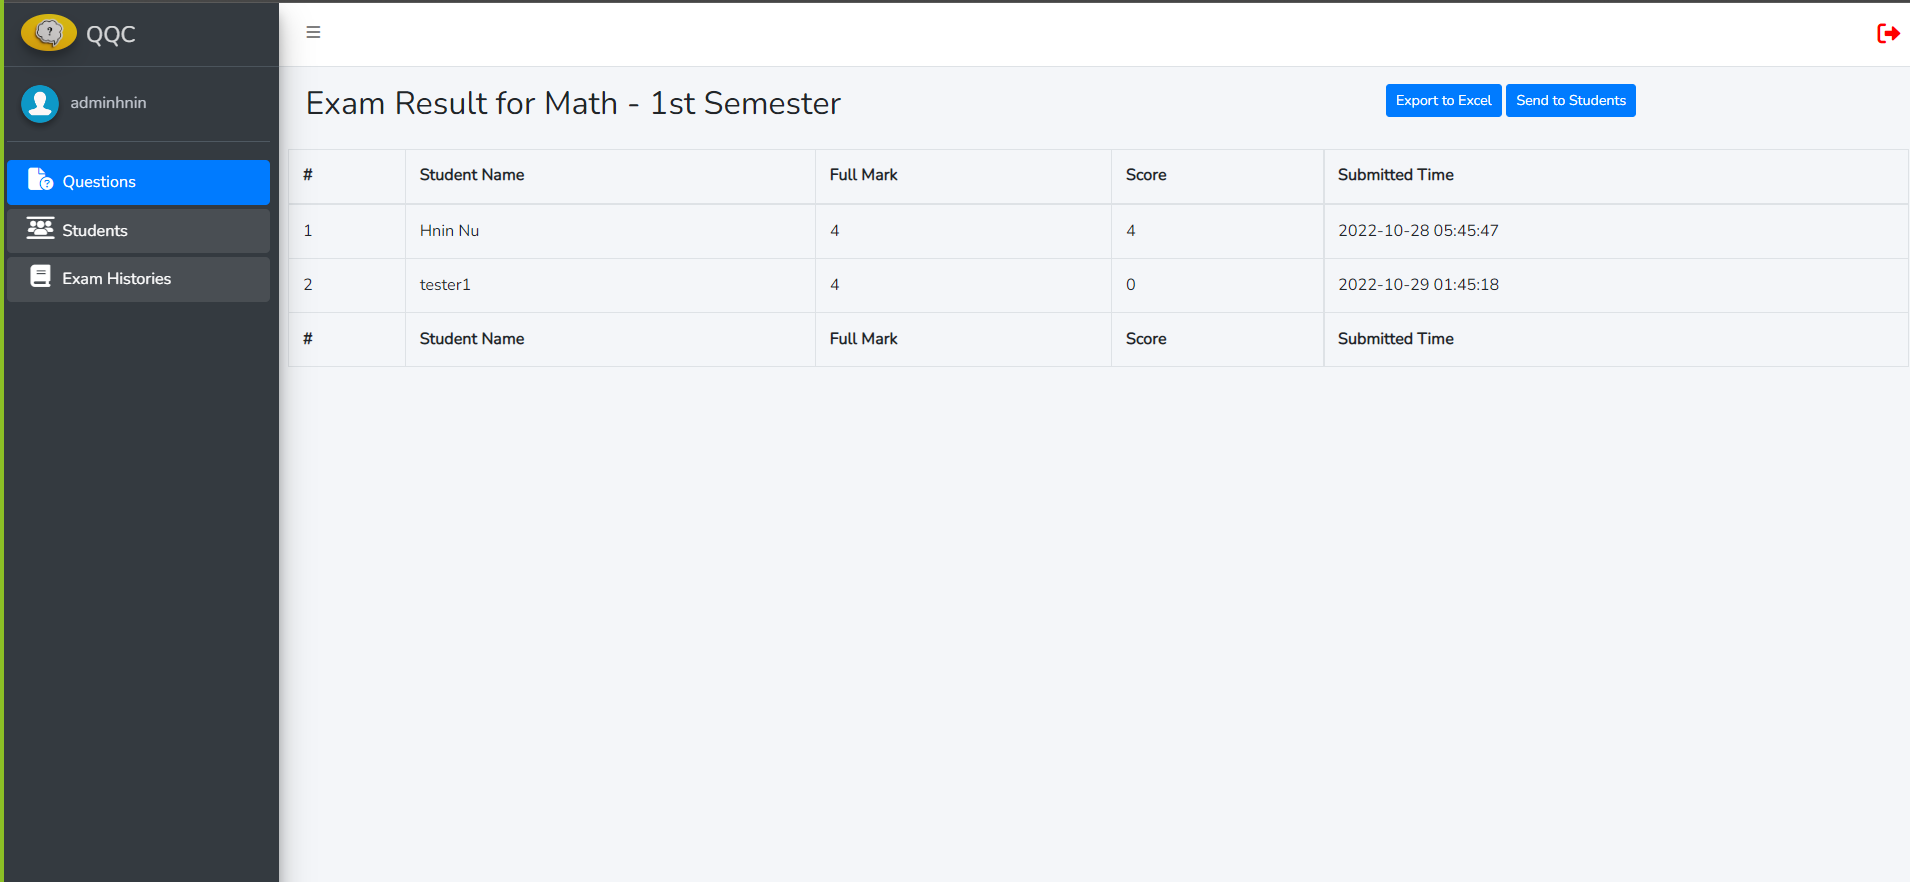 QQC
adminhnin
Questions
Students
Exam Histories
Exam Result for Math - 1st Semester
Export to Excel Send to Students
# Student Name Full Mark Score Submitted Time
1 Hnin Nu 4 4 2022-10-28 05:45:47
2 tester1 4 0 2022-10-29 01:45:18
# Student Name Full Mark Score Submitted Time